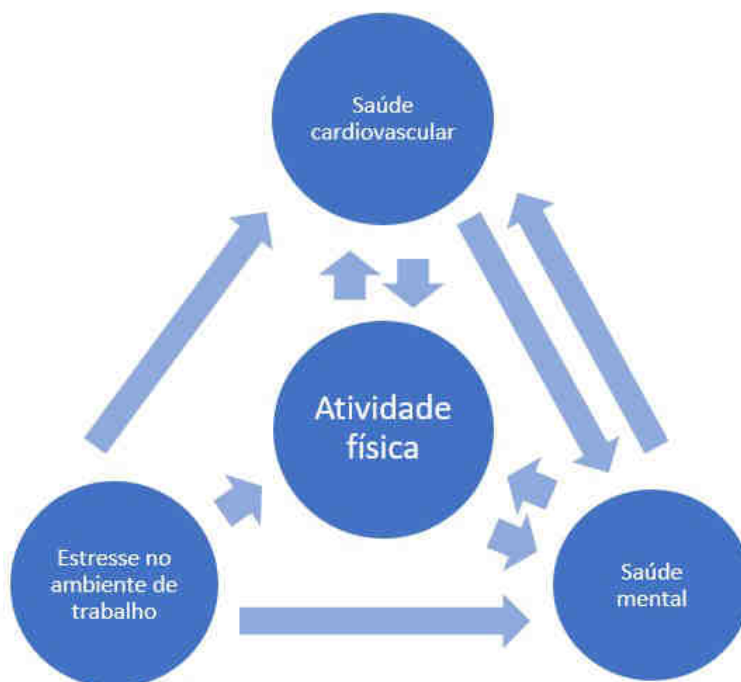 Saúde
cardiovascular
Atividade
física
Estresse no
ambiente de
trabalho
Saúde
mental